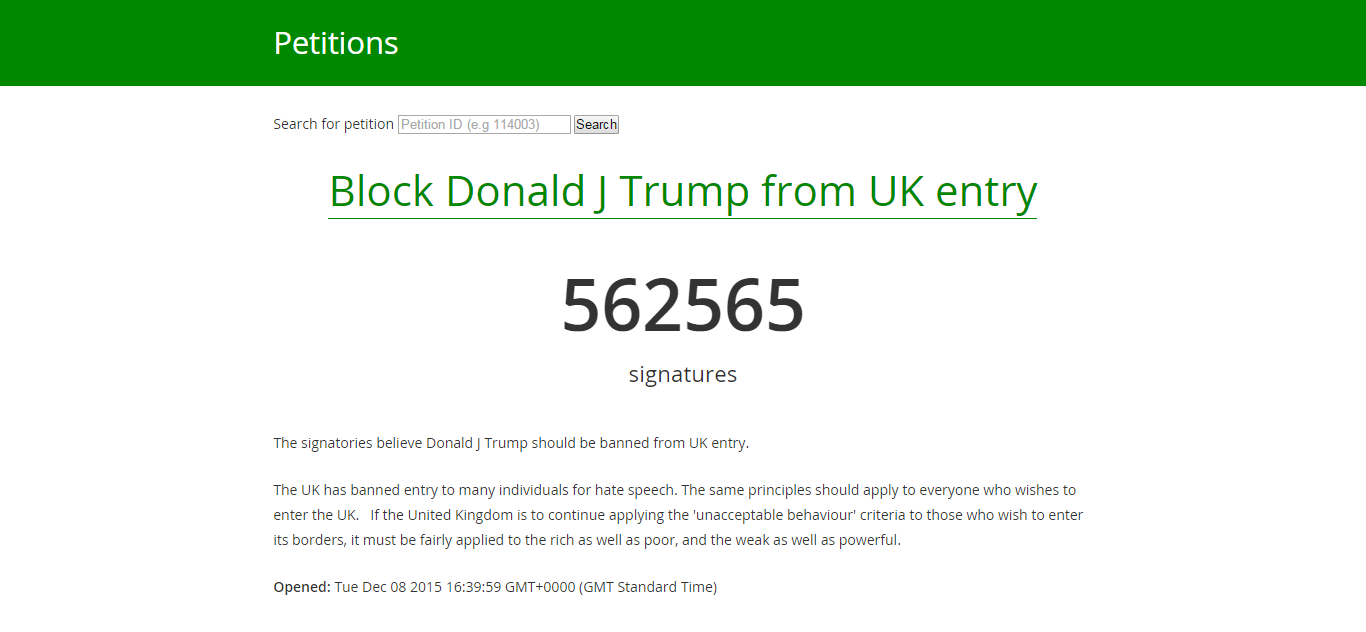 Petitions
Search for petition Petition ID (e.g 114003) Search
Block Donald J Trump from UK entry
562565
signatures
The signatories believe Donald J Trump should be banned from UK entry.
The UK has banned entry to many individuals for hate speech. The same principles should apply to everyone who wishes to
enter the UK.   If the United Kingdom is to continue applying the 'unacceptable behaviour' criteria to those who wish to enter
its borders, it must be fairly applied to the rich as well as poor, and the weak as well as powerful.
Opened: Tue Dec 08 2015 16:39:59 GMT+0000 (GMT Standard Time)